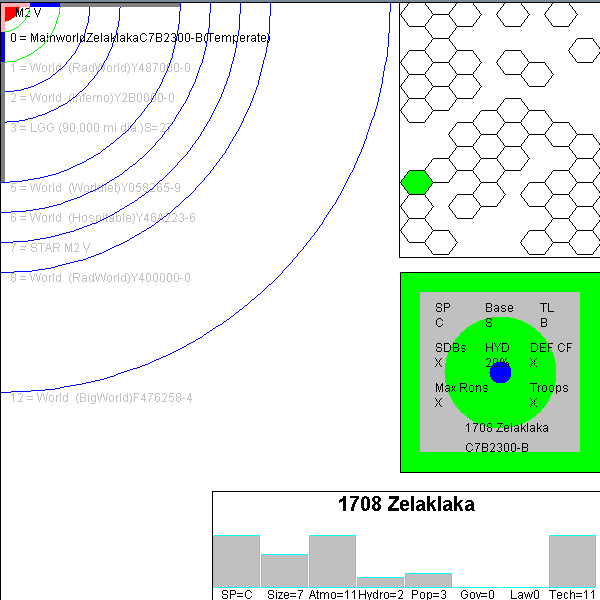 M2 V
0 = MainworldZelaklakaC7B2300-B(Temperate)
1 = World (RadWorld)Y487000-0
2 = World (Inferno)Y2B0000-0
3 = LGG (90,000 mi dia.)S=27
5 = World (Worldlet)Y058265-9
6 = World (Hospitable)Y46A223-6
7 = STAR M2 V
8 = World (RadWorld)Y400000-0
12 = World (BigWorld)F476258-4
SP Base TL
C S B
SDBs HYD DEF CF
X 20% X
Max Rons Troops
X X
1708 Zelaklaka
C7B2300-B
1708 Zelaklaka
SP=C Size=7 Atmo=11 Hydro=2 Pop=3 Gov=0 Law0 Tech=11